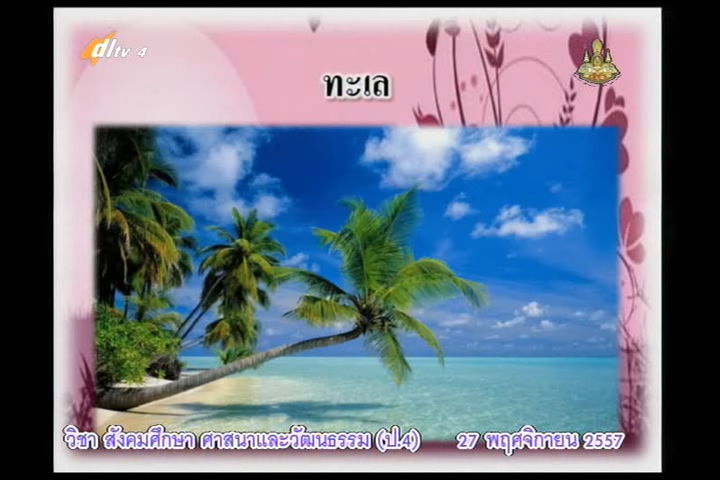 dltv 4
ทะเล
วิชา สังคมศึกษา ศาสนาและวัฒนธรรม (ป.4) 27 พฤศจิกายน 2557